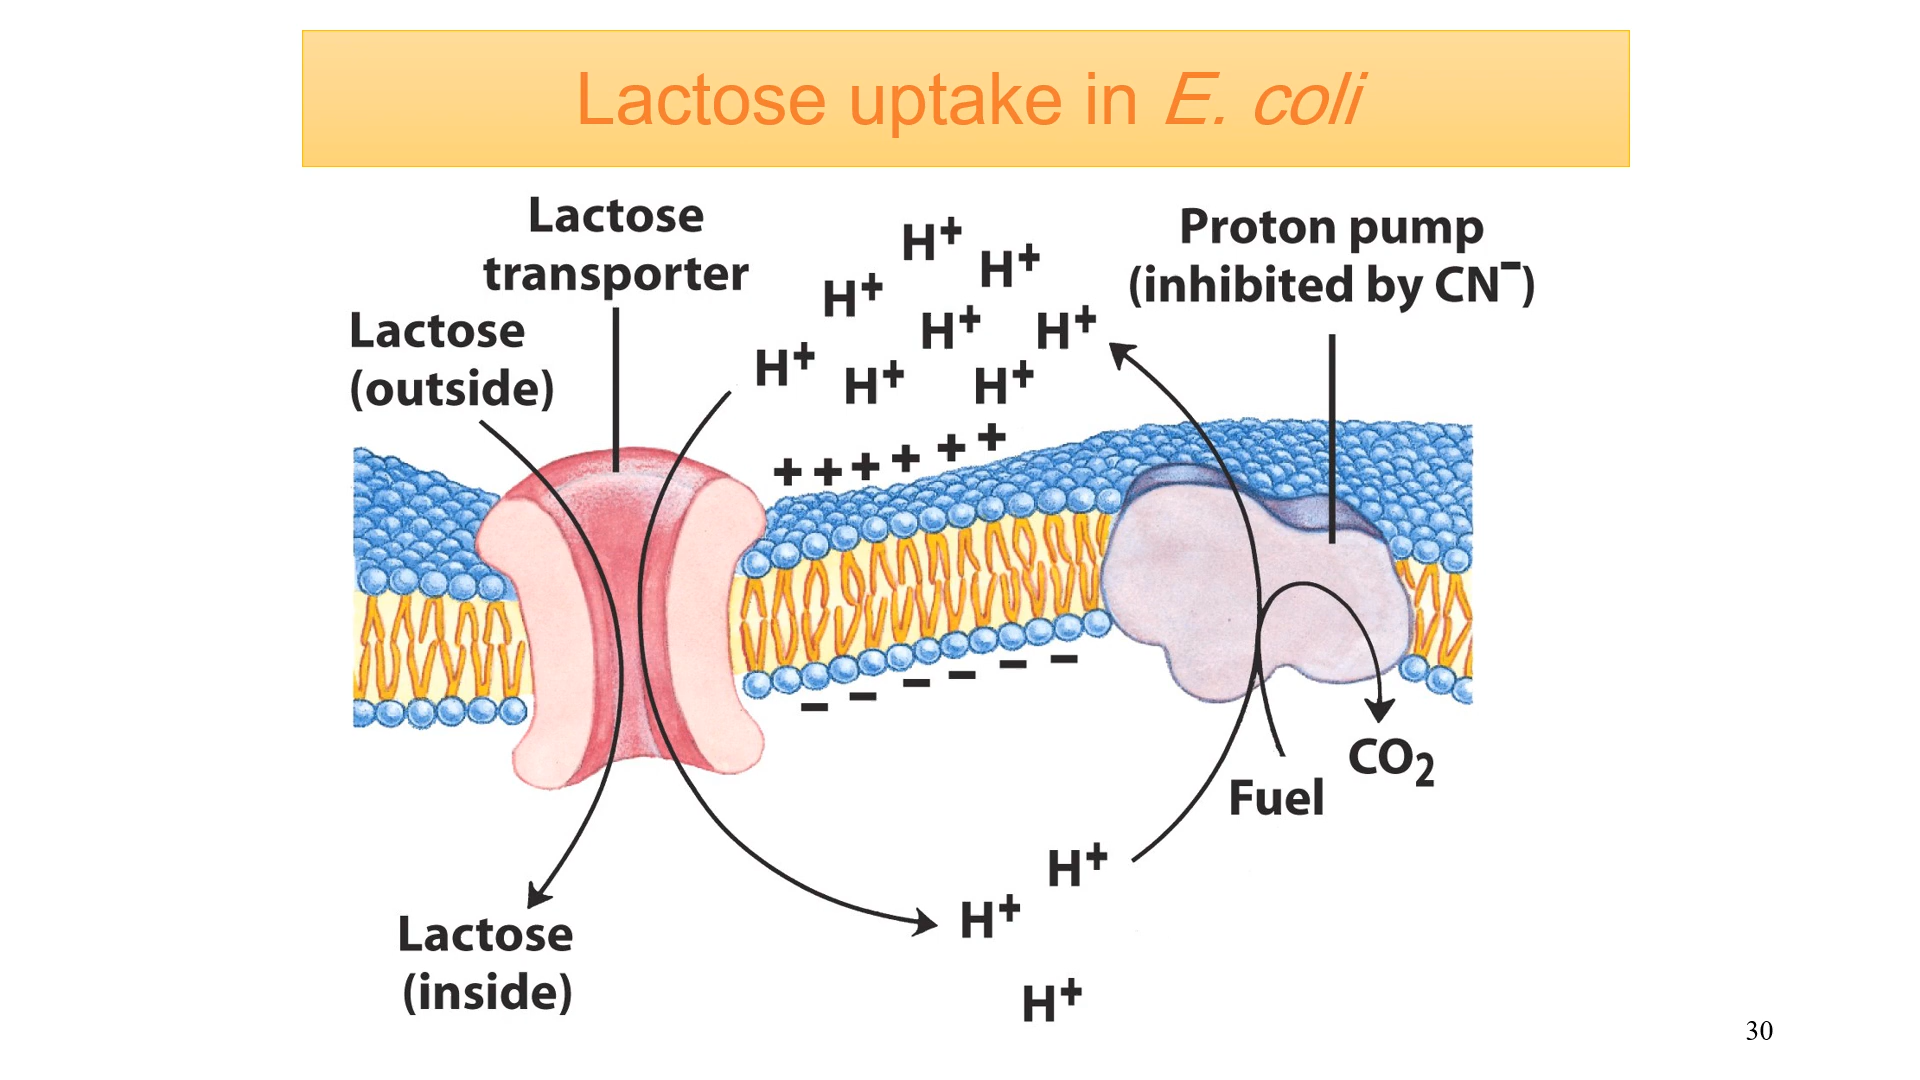 Lactose uptake in E. coli
Lactose
transporter
Lactose
(outside)
H⁺
H⁺
H⁺
H⁺
H⁺
H⁺
H⁺
H⁺
Proton pump
(inhibited by CN⁻)
+ + + + + +
− − − − − −
Fuel
CO₂
H⁺
H⁺
H⁺
Lactose
(inside)
30